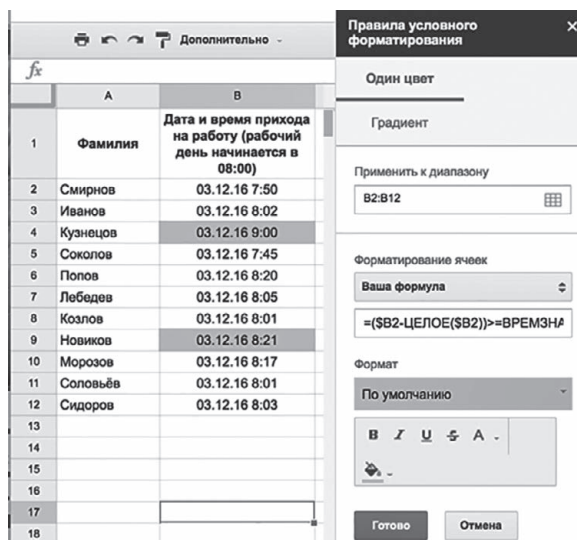 Дополнительно
fx
A B
1 Фамилия Дата и время прихода
на работу (рабочий
день начинается в
08:00)
2 Смирнов 03.12.16 7:50
3 Иванов 03.12.16 8:02
4 Кузнецов 03.12.16 9:00
5 Соколов 03.12.16 7:45
6 Попов 03.12.16 8:20
7 Лебедев 03.12.16 8:05
8 Козлов 03.12.16 8:01
9 Новиков 03.12.16 8:21
10 Морозов 03.12.16 8:17
11 Соловьёв 03.12.16 8:01
12 Сидоров 03.12.16 8:03
13
14
15
16
17
18
Правила условного
форматирования
Один цвет
Градиент
Применить к диапазону
B2:B12
Форматирование ячеек
Ваша формула
=($B2-ЦЕЛОЕ($B2))>=ВРЕМЗНА
Формат
По умолчанию
B I U S A
Готово Отмена